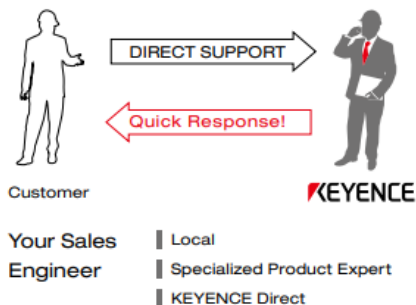 DIRECT SUPPORT
Quick Response!
Customer
KEYENCE
Your Sales
Engineer
Local
Specialized Product Expert
KEYENCE Direct